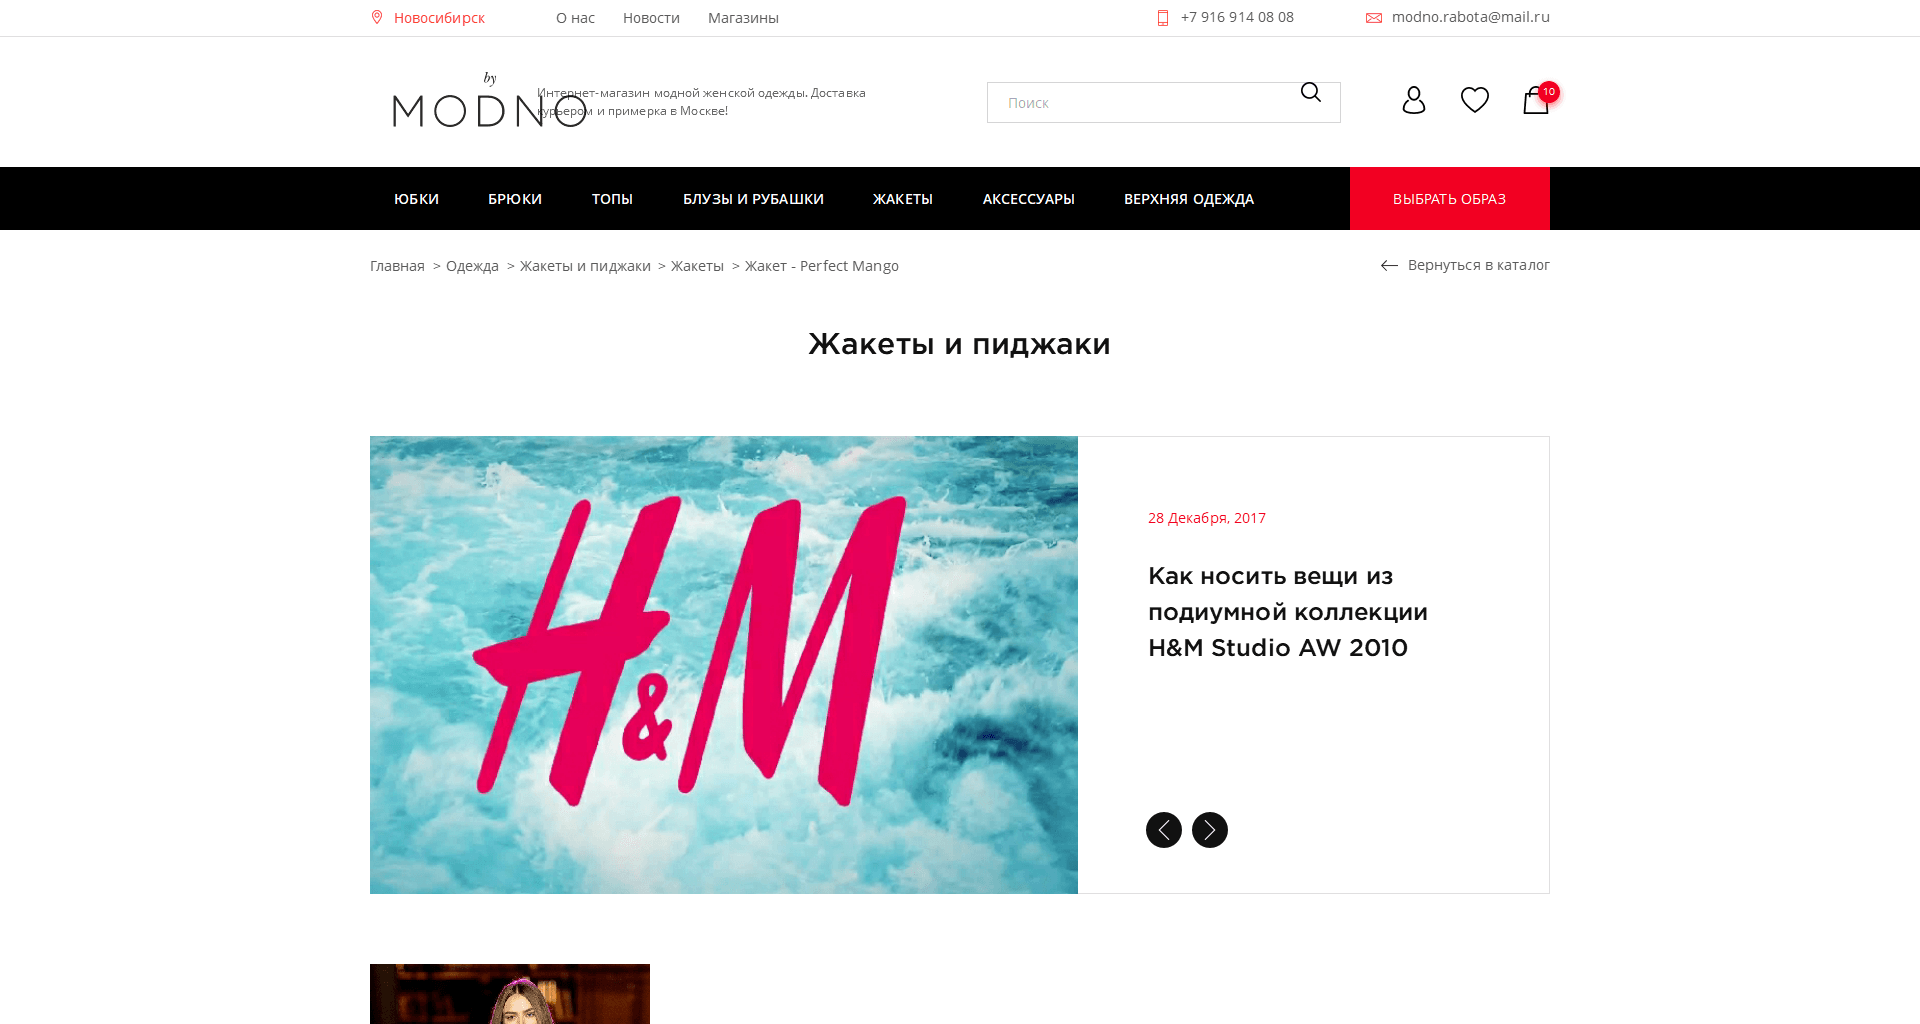 Новосибирск О нас Новости Магазины +7 916 914 08 08 modno.rabota@mail.ru
by
MODNO
Интернет-магазин модной женской одежды. Доставка
курьером и примерка в Москве!
Поиск
10
ЮБКИ БРЮКИ ТОПЫ БЛУЗЫ И РУБАШКИ ЖАКЕТЫ АКСЕССУАРЫ ВЕРХНЯЯ ОДЕЖДА ВЫБРАТЬ ОБРАЗ
Главная > Одежда > Жакеты и пиджаки > Жакеты > Жакет - Perfect Mango Вернуться в каталог
Жакеты и пиджаки
H&M
28 Декабря, 2017
Как носить вещи из
подиумной коллекции
H&M Studio AW 2010